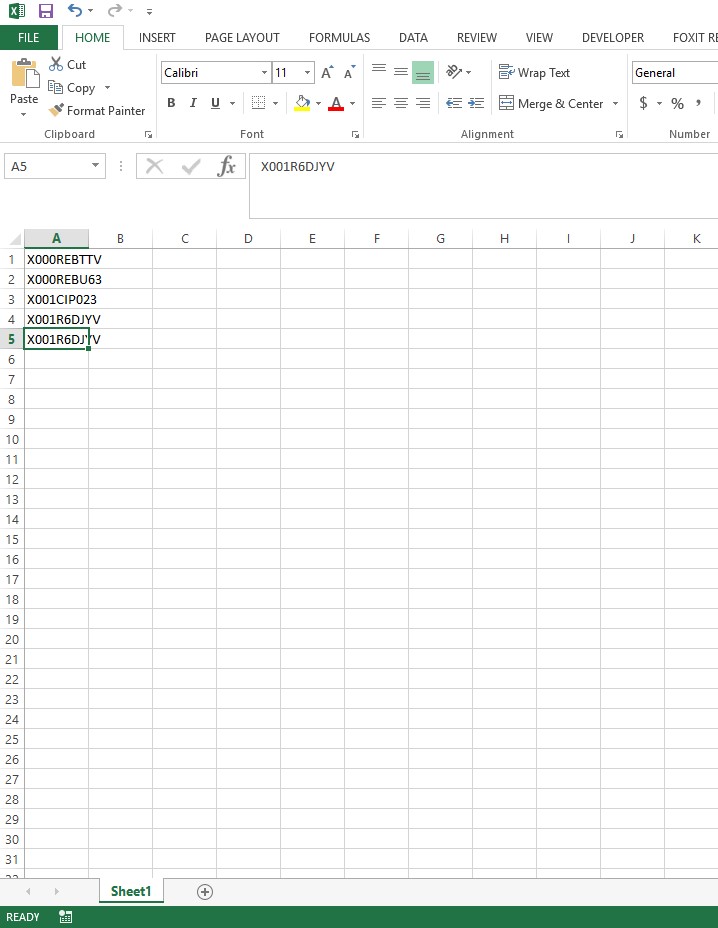 FILE HOME INSERT PAGE LAYOUT FORMULAS DATA REVIEW VIEW DEVELOPER FOXIT RE
Cut
Copy
Format Painter
Paste
Clipboard
Calibri 11
B I U A
Font
Wrap Text
Merge & Center
Alignment
General
$ % ,
Number
A5 fx X001R6DJYV
A B C D E F G H I J K
1 X000REBTTV
2 X000REBU63
3 X001CIP023
4 X001R6DJYV
5 X001R6DJYV
6
7
8
9
10
11
12
13
14
15
16
17
18
19
20
21
22
23
24
25
26
27
28
29
30
31
Sheet1
READY